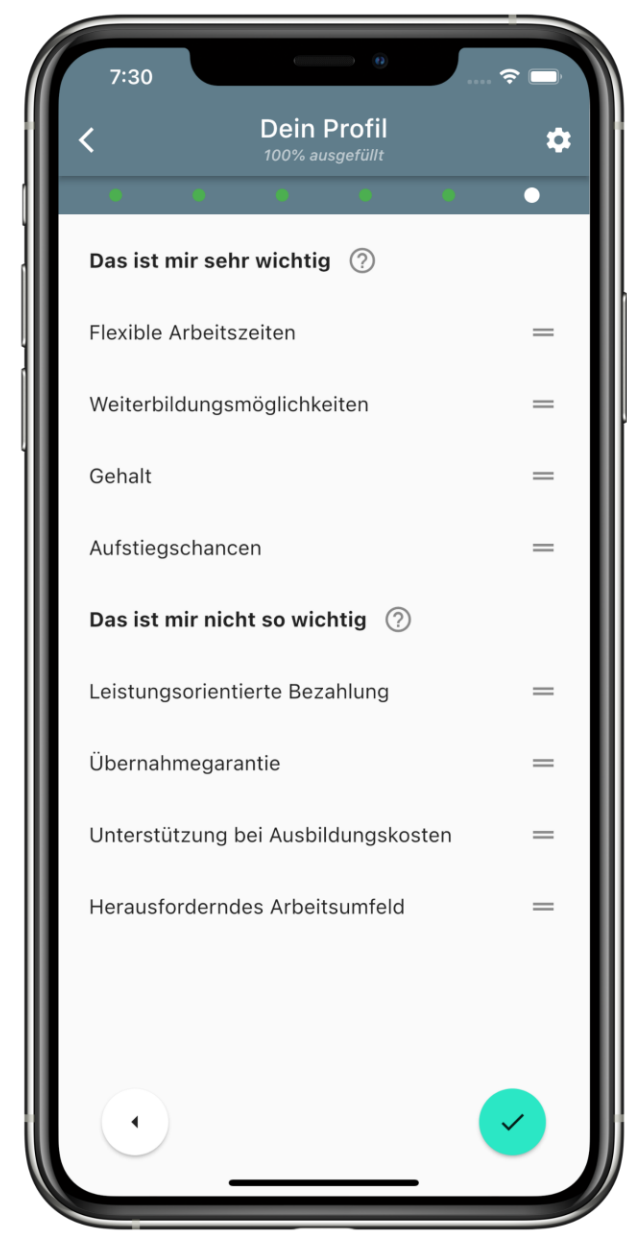 7:30
Dein Profil
100% ausgefüllt
Das ist mir sehr wichtig ?
Flexible Arbeitszeiten
Weiterbildungsmöglichkeiten
Gehalt
Aufstiegschancen
Das ist mir nicht so wichtig ?
Leistungsorientierte Bezahlung
Übernahmegarantie
Unterstützung bei Ausbildungskosten
Herausforderndes Arbeitsumfeld